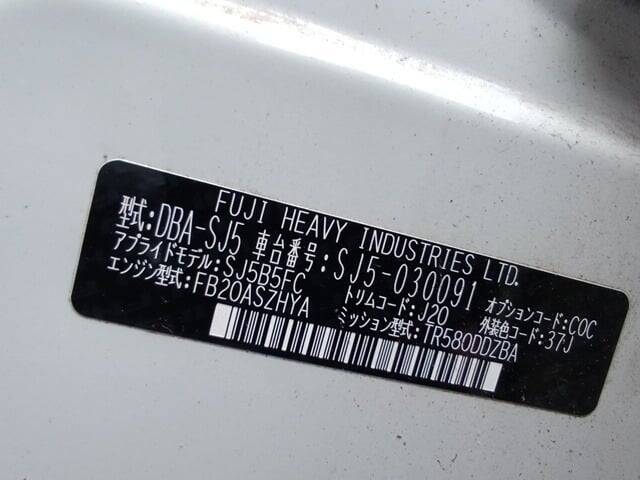 FUJI HEAVY INDUSTRIES LTD.
型式:DBA-SJ5 車台番号:SJ5-030091 オプションコード:COC
アプライドモデル:SJ5B5FC トリムコード:J20 外装色コード:37J
エンジン型式:FB20ASZHYA ミッション型式:TR580DDZBA